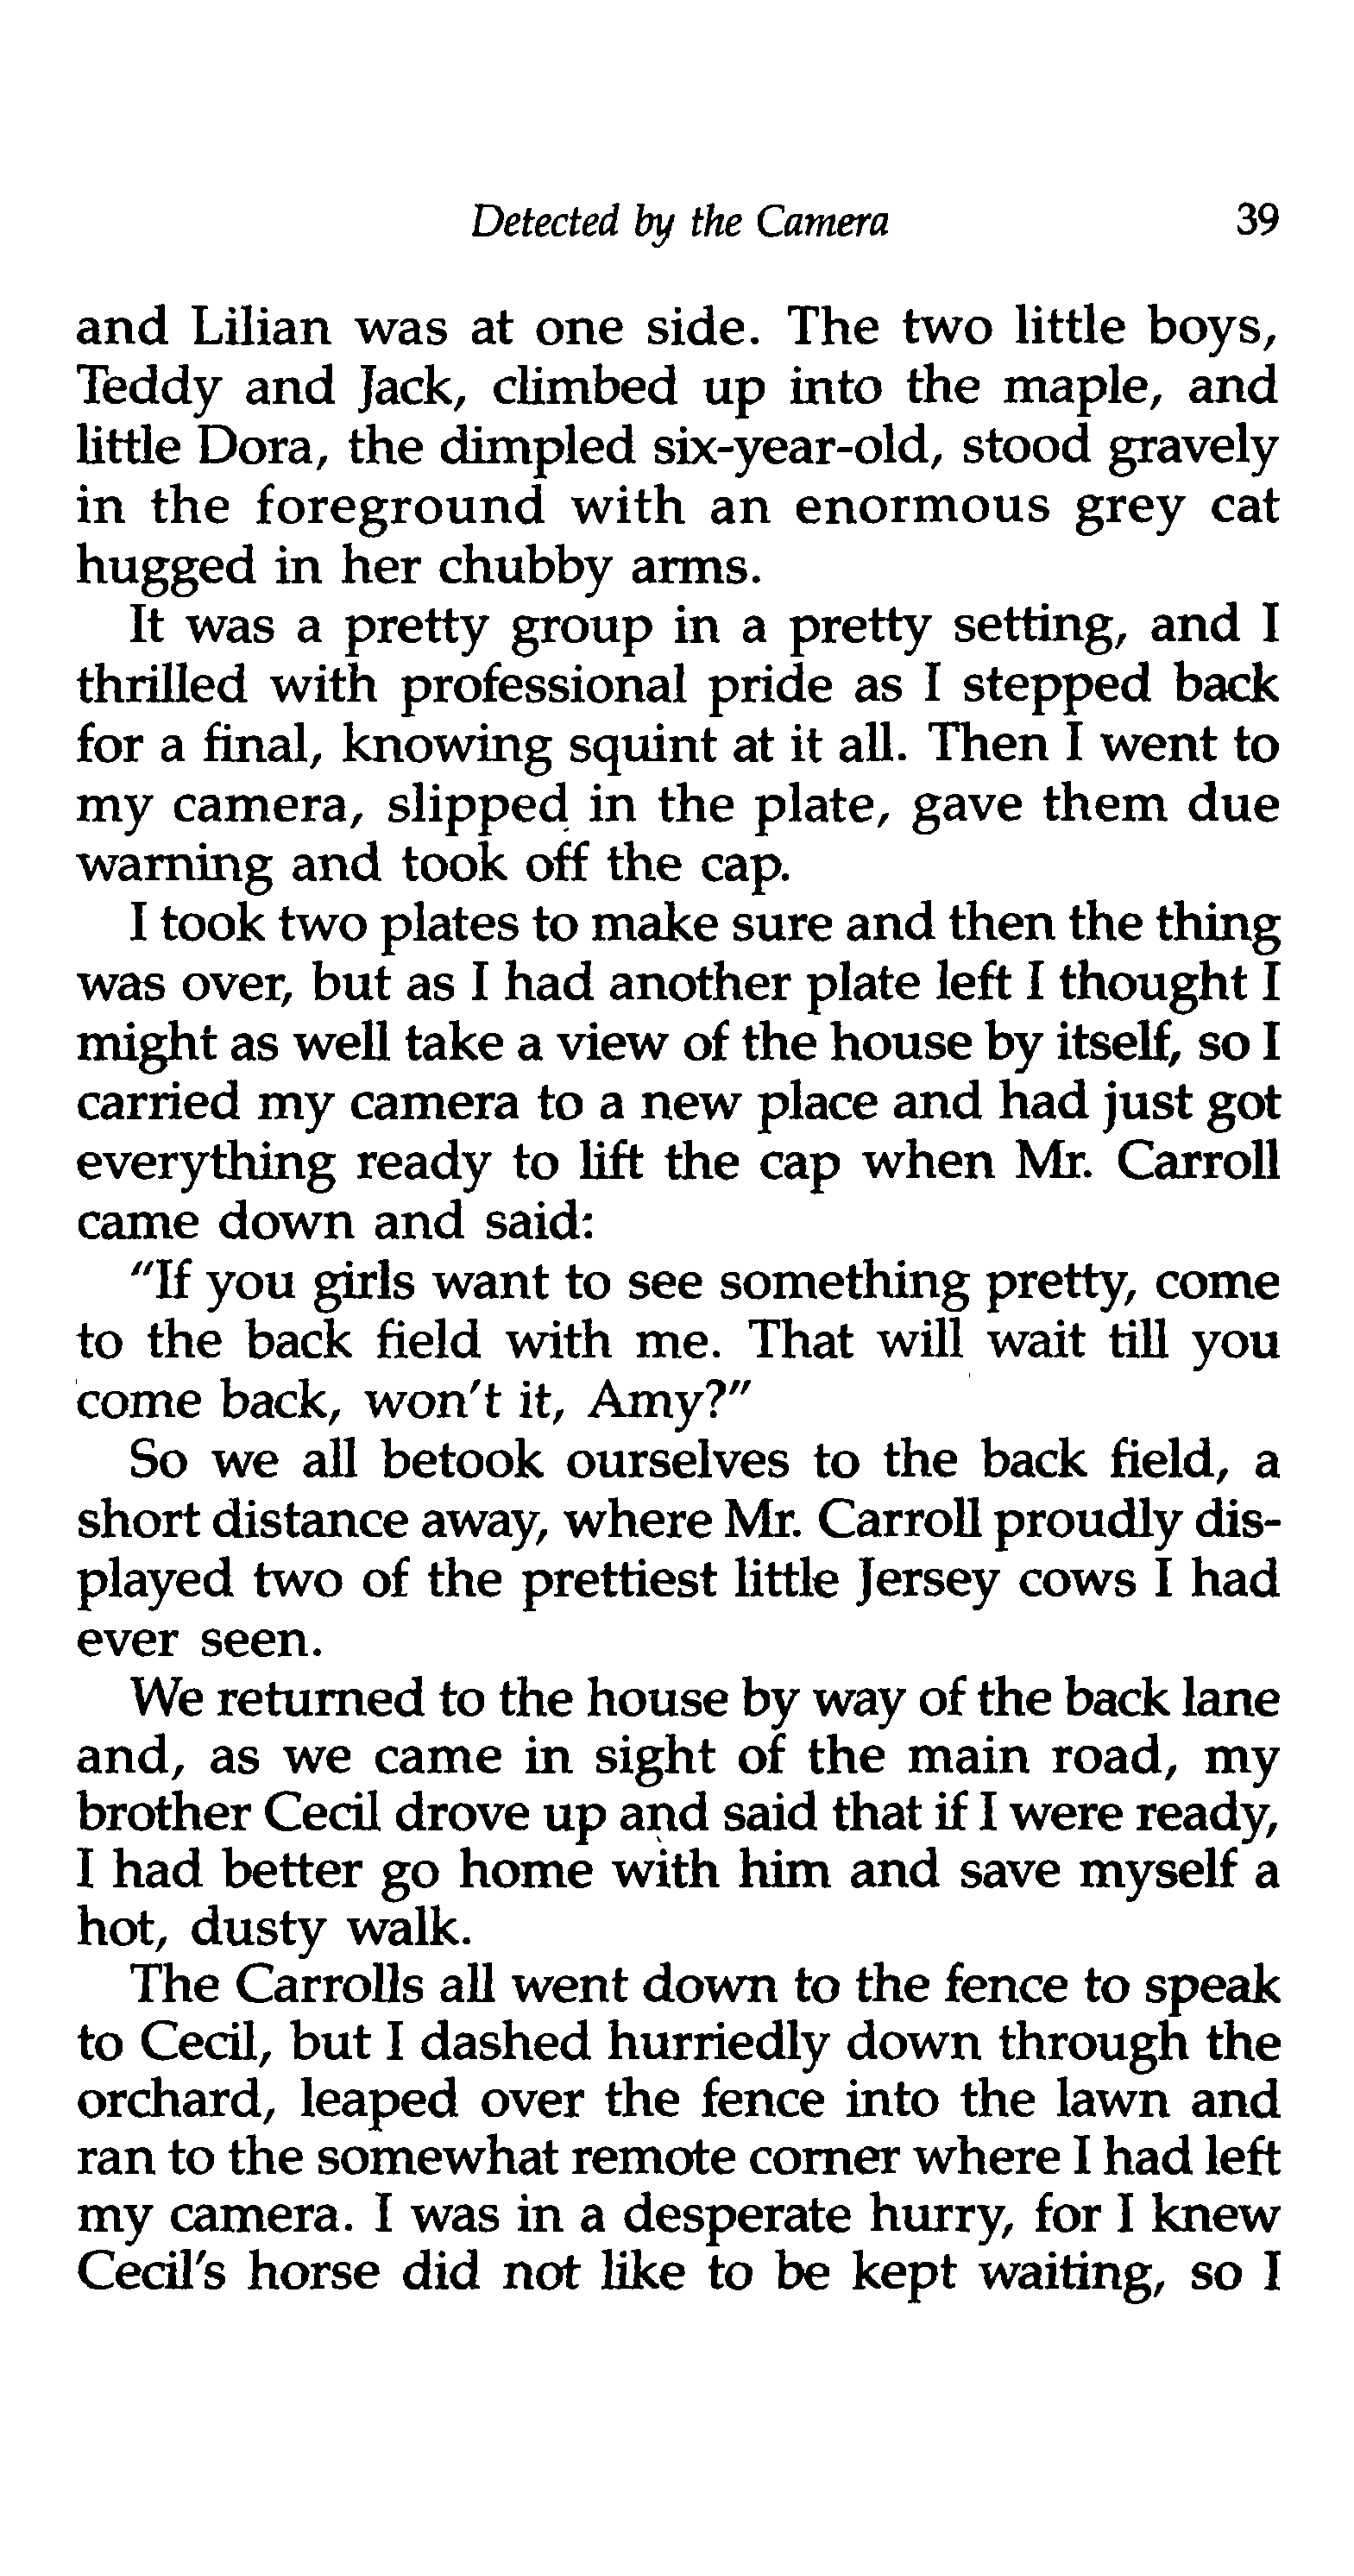 Detected by the Camera 39
and Lilian was at one side. The two little boys,
Teddy and Jack, climbed up into the maple, and
little Dora, the dimpled six-year-old, stood gravely
in the foreground with an enormous grey cat
hugged in her chubby arms.
It was a pretty group in a pretty setting, and I
thrilled with professional pride as I stepped back
for a final, knowing squint at it all. Then I went to
my camera, slipped in the plate, gave them due
warning and took off the cap.
I took two plates to make sure and then the thing
was over, but as I had another plate left I thought I
might as well take a view of the house by itself, so I
carried my camera to a new place and had just got
everything ready to lift the cap when Mr. Carroll
came down and said:
"If you girls want to see something pretty, come
to the back field with me. That will wait till you
come back, won't it, Amy?"
So we all betook ourselves to the back field, a
short distance away, where Mr. Carroll proudly dis-
played two of the prettiest little Jersey cows I had
ever seen.
We returned to the house by way of the back lane
and, as we came in sight of the main road, my
brother Cecil drove up and said that if I were ready,
I had better go home with him and save myself a
hot, dusty walk.
The Carrolls all went down to the fence to speak
to Cecil, but I dashed hurriedly down through the
orchard, leaped over the fence into the lawn and
ran to the somewhat remote corner where I had left
my camera. I was in a desperate hurry, for I knew
Cecil's horse did not like to be kept waiting, so I